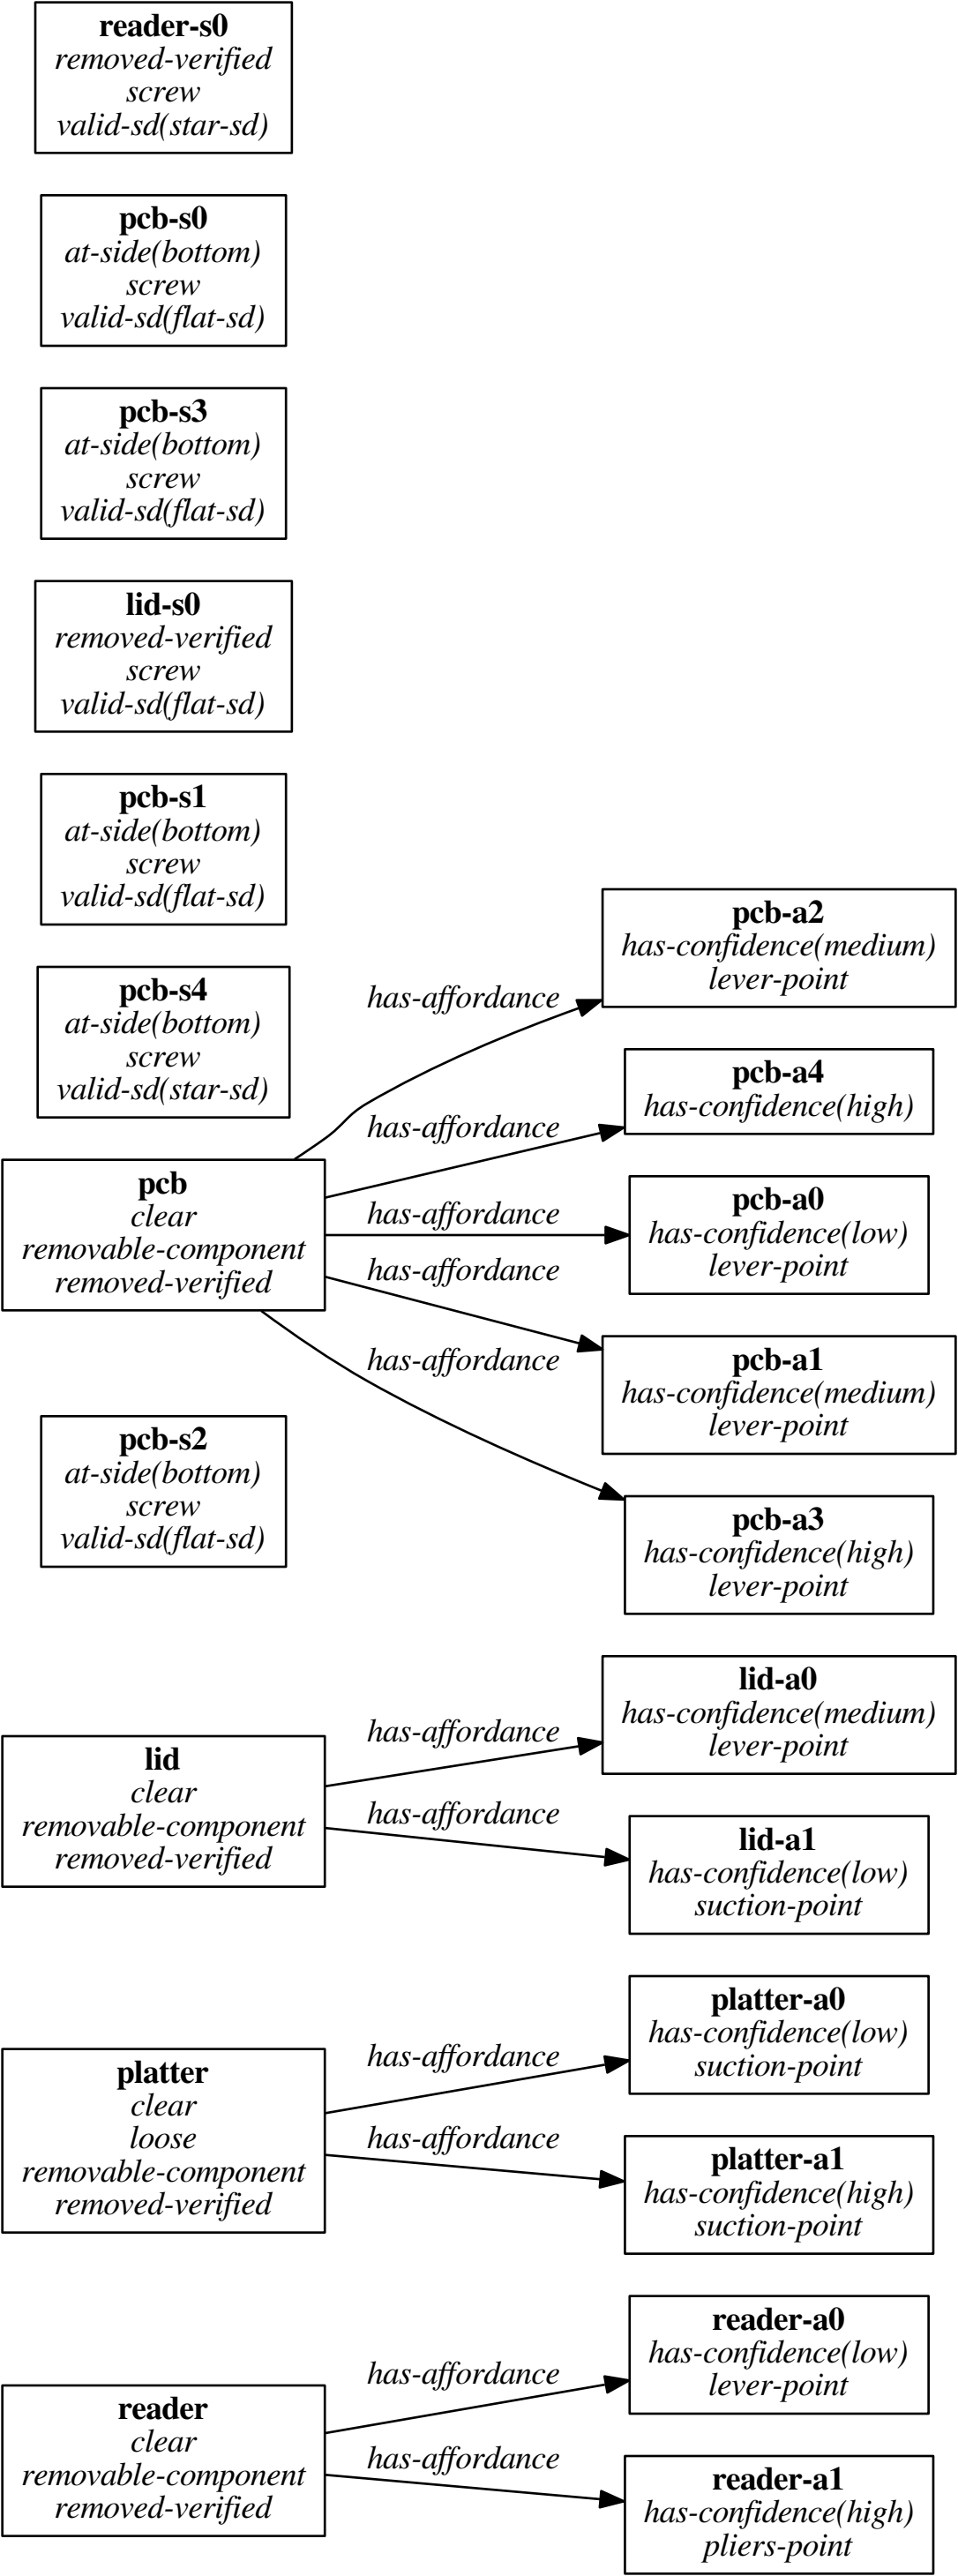 reader-s0
removed-verified
screw
valid-sd(star-sd)
pcb-s0
at-side(bottom)
screw
valid-sd(flat-sd)
pcb-s3
at-side(bottom)
screw
valid-sd(flat-sd)
lid-s0
removed-verified
screw
valid-sd(flat-sd)
pcb-s1
at-side(bottom)
screw
valid-sd(flat-sd)
pcb-s4
at-side(bottom)
screw
valid-sd(star-sd)
pcb
clear
removable-component
removed-verified
has-affordance
has-affordance
has-affordance
has-affordance
has-affordance
pcb-a2
has-confidence(medium)
lever-point
pcb-a4
has-confidence(high)
pcb-a0
has-confidence(low)
lever-point
pcb-a1
has-confidence(medium)
lever-point
pcb-a3
has-confidence(high)
lever-point
pcb-s2
at-side(bottom)
screw
valid-sd(flat-sd)
lid
clear
removable-component
removed-verified
has-affordance
has-affordance
lid-a0
has-confidence(medium)
lever-point
lid-a1
has-confidence(low)
suction-point
platter
clear
loose
removable-component
removed-verified
has-affordance
has-affordance
platter-a0
has-confidence(low)
suction-point
platter-a1
has-confidence(high)
suction-point
reader
clear
removable-component
removed-verified
has-affordance
has-affordance
reader-a0
has-confidence(low)
lever-point
reader-a1
has-confidence(high)
pliers-point